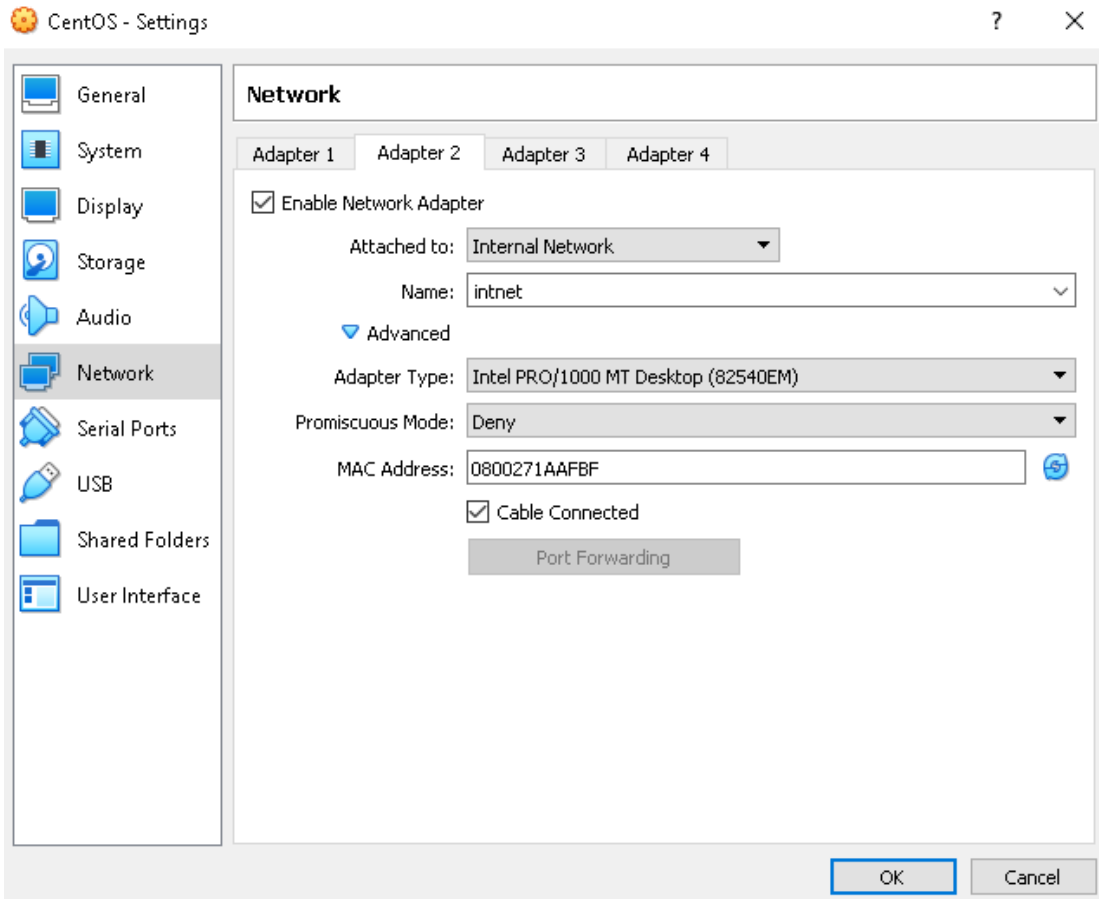 CentOS - Settings
?
General
System
Display
Storage
Audio
Network
Serial Ports
USB
Shared Folders
User Interface
Network
Adapter 1 Adapter 2 Adapter 3 Adapter 4
Enable Network Adapter
Attached to: Internal Network
Name: intnet
Advanced
Adapter Type: Intel PRO/1000 MT Desktop (82540EM)
Promiscuous Mode: Deny
MAC Address: 0800271AAFBF
Cable Connected
Port Forwarding
OK Cancel